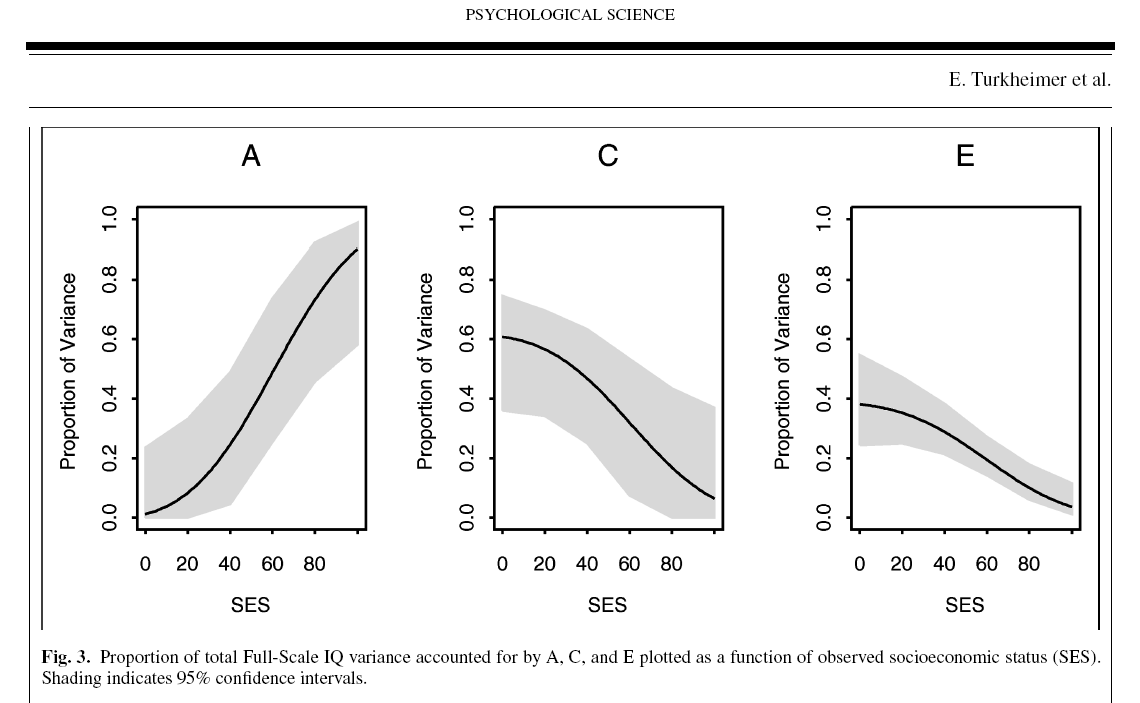 PSYCHOLOGICAL SCIENCE
E. Turkheimer et al.
A
C
E
Proportion of Variance
1.0
0.8
0.6
0.4
0.2
0.0
0 20 40 60 80
SES
Proportion of Variance
1.0
0.8
0.6
0.4
0.2
0.0
0 20 40 60 80
SES
Proportion of Variance
1.0
0.8
0.6
0.4
0.2
0.0
0 20 40 60 80
SES
Fig. 3. Proportion of total Full-Scale IQ variance accounted for by A, C, and E plotted as a function of observed socioeconomic status (SES).
Shading indicates 95% confidence intervals.